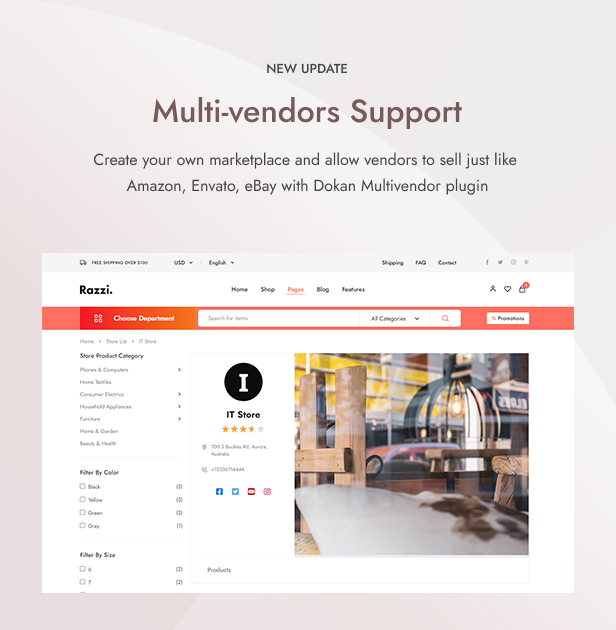 NEW UPDATE
Multi-vendors Support
Create your own marketplace and allow vendors to sell just like
Amazon, Envato, eBay with Dokan Multivendor plugin
FREE SHIPPING OVER $100 USD English Shipping FAQ Contact
Razzi. Home Shop Pages Blog Features
Choose Department Search for items All Categories % Promotions
Home > Store List > IT Store
Store Product Category
Phones & Computers
Home Textiles
Consumer Electrics
Household Appliances
Furniture
Home & Garden
Beauty & Health
I
IT Store
700 S Buckley Rd, Aurora,
Australia
+12336714444
Filter By Color
Black (3)
Yellow (3)
Green (3)
Gray (1)
Filter By Size
6 (2)
7 (2)
Products